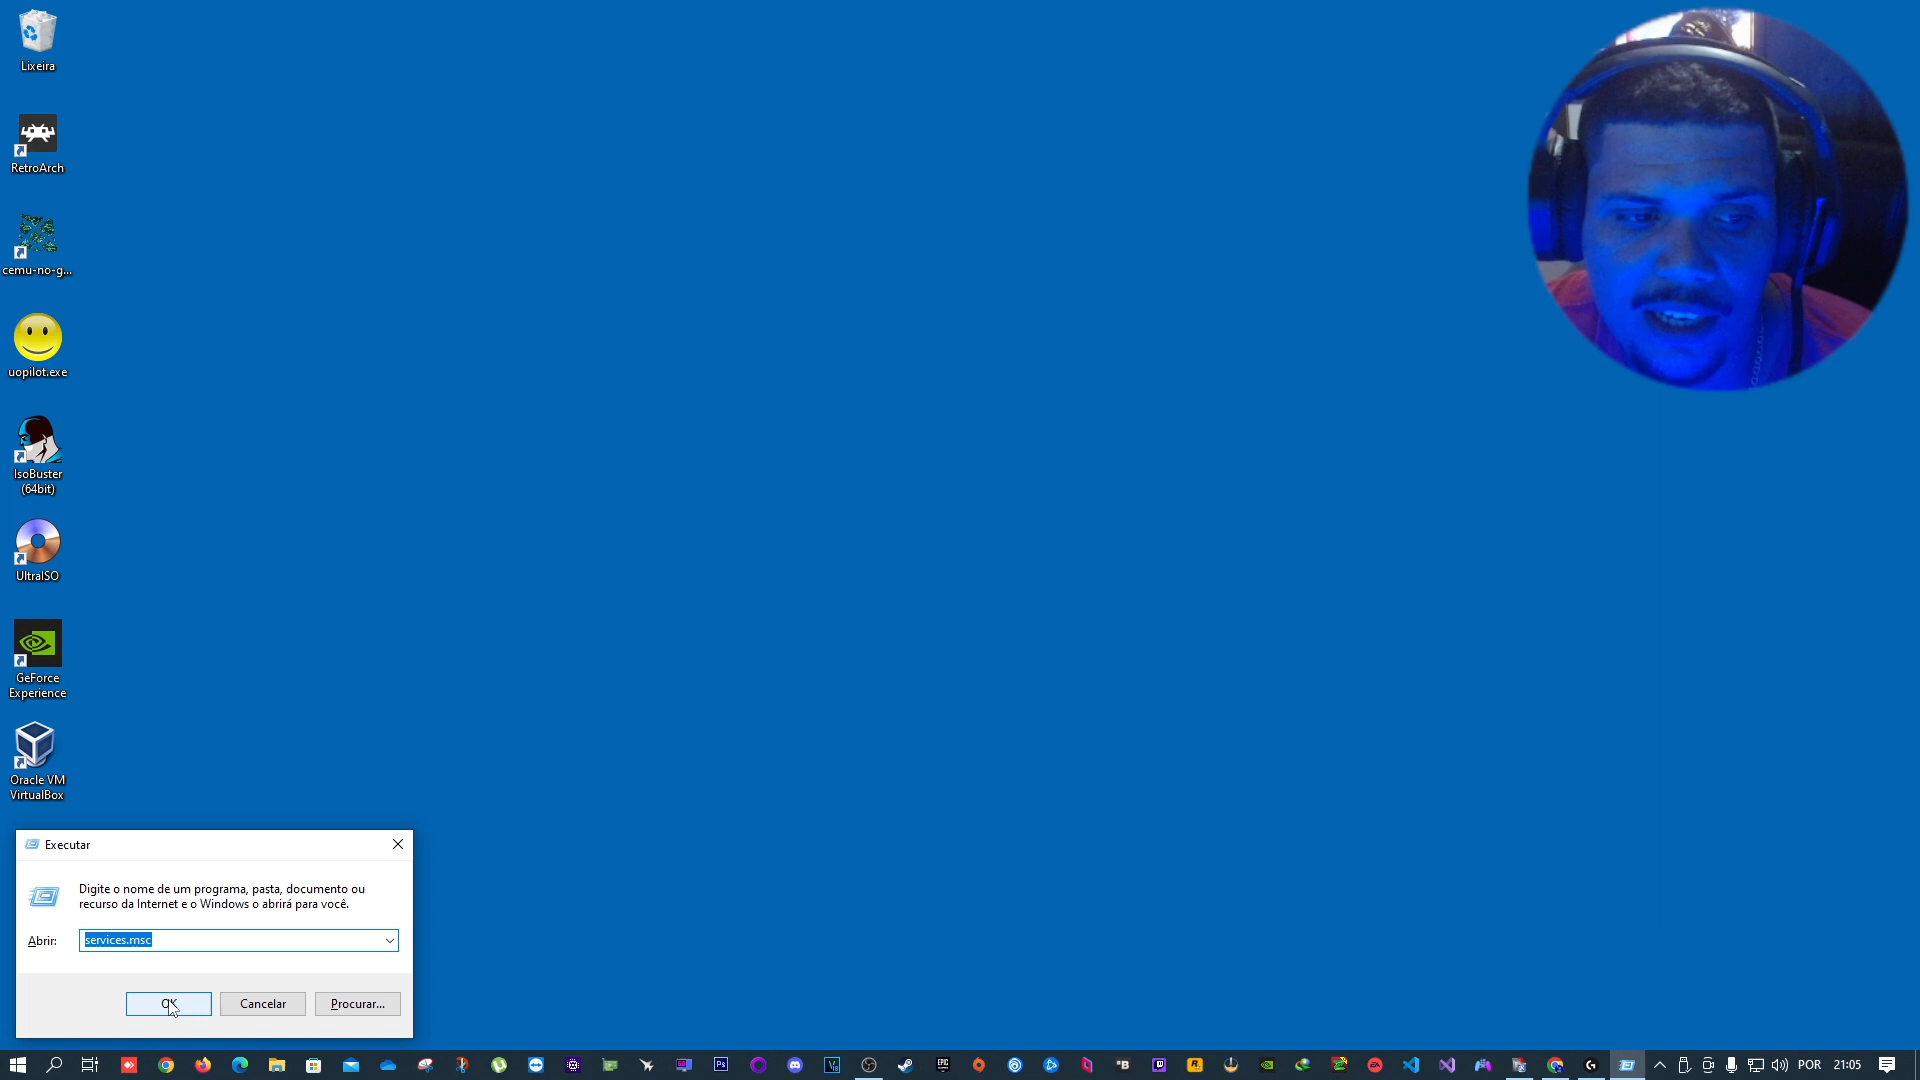 Lixeira
RetroArch
cemu-no-g...
uopilot.exe
IsoBuster
(64bit)
UltraISO
GeForce
Experience
Oracle VM
VirtualBox
Executar
Digite o nome de um programa, pasta, documento ou
recurso da Internet e o Windows o abrirá para você.
Abrir:
services.msc
OK
Cancelar
Procurar...
POR
21:05